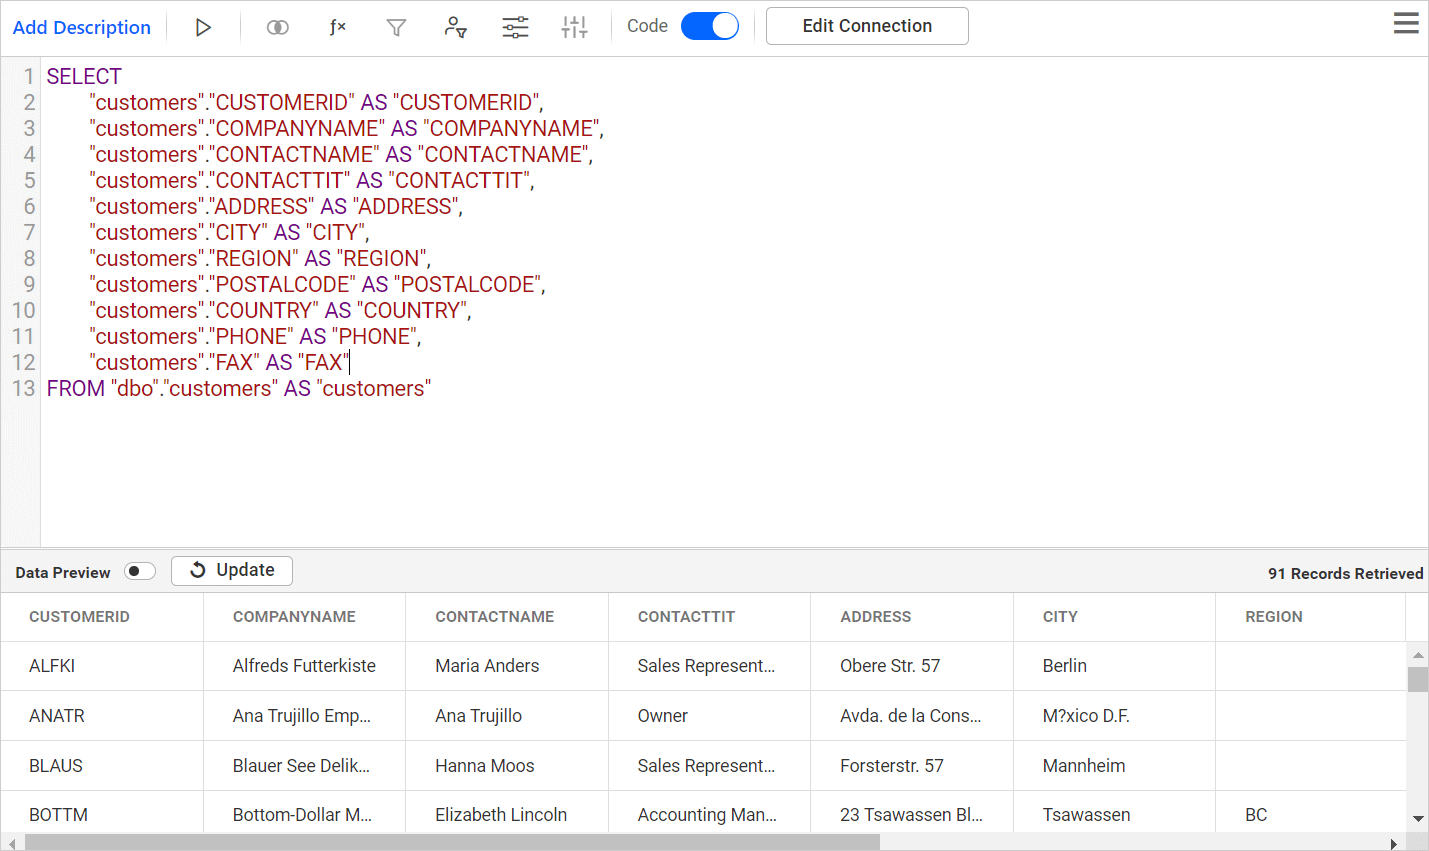 Add Description ƒx Code Edit Connection
1 SELECT
2 "customers"."CUSTOMERID" AS "CUSTOMERID",
3 "customers"."COMPANYNAME" AS "COMPANYNAME",
4 "customers"."CONTACTNAME" AS "CONTACTNAME",
5 "customers"."CONTACTTIT" AS "CONTACTTIT",
6 "customers"."ADDRESS" AS "ADDRESS",
7 "customers"."CITY" AS "CITY",
8 "customers"."REGION" AS "REGION",
9 "customers"."POSTALCODE" AS "POSTALCODE",
10 "customers"."COUNTRY" AS "COUNTRY",
11 "customers"."PHONE" AS "PHONE",
12 "customers"."FAX" AS "FAX"
13 FROM "dbo"."customers" AS "customers"
Data Preview Update 91 Records Retrieved
CUSTOMERID COMPANYNAME CONTACTNAME CONTACTTIT ADDRESS CITY REGION
ALFKI Alfreds Futterkiste Maria Anders Sales Represent... Obere Str. 57 Berlin
ANATR Ana Trujillo Emp... Ana Trujillo Owner Avda. de la Cons... M?xico D.F.
BLAUS Blauer See Delik... Hanna Moos Sales Represent... Forsterstr. 57 Mannheim
BOTTM Bottom-Dollar M... Elizabeth Lincoln Accounting Man... 23 Tsawassen Bl... Tsawassen BC